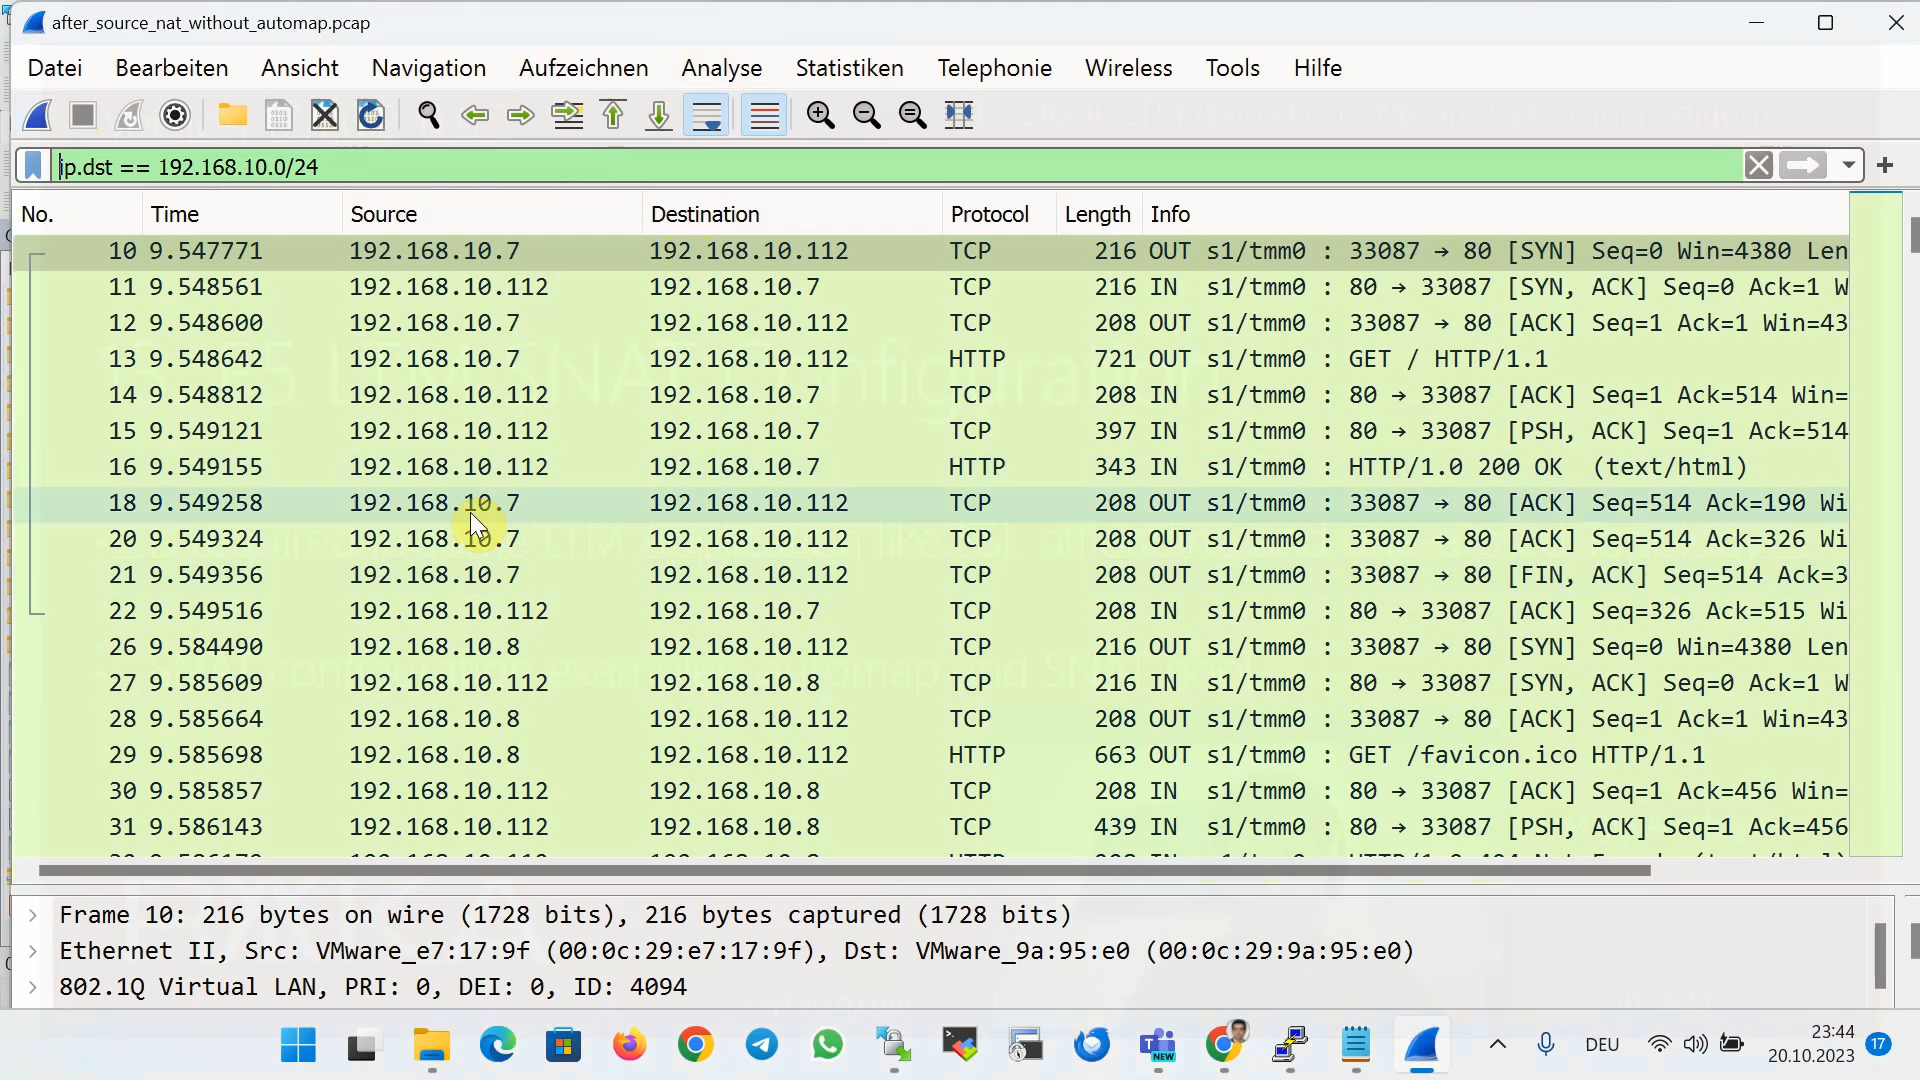 after_source_nat_without_automap.pcap
Datei Bearbeiten Ansicht Navigation Aufzeichnen Analyse Statistiken Telephonie Wireless Tools Hilfe
ip.dst == 192.168.10.0/24
No. Time Source Destination Protocol Length Info
10 9.547771 192.168.10.7 192.168.10.112 TCP 216 OUT s1/tmm0 : 33087 → 80 [SYN] Seq=0 Win=4380 Len
11 9.548561 192.168.10.112 192.168.10.7 TCP 216 IN s1/tmm0 : 80 → 33087 [SYN, ACK] Seq=0 Ack=1 W
12 9.548600 192.168.10.7 192.168.10.112 TCP 208 OUT s1/tmm0 : 33087 → 80 [ACK] Seq=1 Ack=1 Win=43
13 9.548642 192.168.10.7 192.168.10.112 HTTP 721 OUT s1/tmm0 : GET / HTTP/1.1
14 9.548812 192.168.10.112 192.168.10.7 TCP 208 IN s1/tmm0 : 80 → 33087 [ACK] Seq=1 Ack=514 Win=
15 9.549121 192.168.10.112 192.168.10.7 TCP 397 IN s1/tmm0 : 80 → 33087 [PSH, ACK] Seq=1 Ack=514
16 9.549155 192.168.10.112 192.168.10.7 HTTP 343 IN s1/tmm0 : HTTP/1.0 200 OK (text/html)
18 9.549258 192.168.10.7 192.168.10.112 TCP 208 OUT s1/tmm0 : 33087 → 80 [ACK] Seq=514 Ack=190 Wi
20 9.549324 192.168.10.7 192.168.10.112 TCP 208 OUT s1/tmm0 : 33087 → 80 [ACK] Seq=514 Ack=326 Wi
21 9.549356 192.168.10.7 192.168.10.112 TCP 208 OUT s1/tmm0 : 33087 → 80 [FIN, ACK] Seq=514 Ack=3
22 9.549516 192.168.10.112 192.168.10.7 TCP 208 IN s1/tmm0 : 80 → 33087 [ACK] Seq=326 Ack=515 Wi
26 9.584490 192.168.10.8 192.168.10.112 TCP 216 OUT s1/tmm0 : 33087 → 80 [SYN] Seq=0 Win=4380 Len
27 9.585609 192.168.10.112 192.168.10.8 TCP 216 IN s1/tmm0 : 80 → 33087 [SYN, ACK] Seq=0 Ack=1 W
28 9.585664 192.168.10.8 192.168.10.112 TCP 208 OUT s1/tmm0 : 33087 → 80 [ACK] Seq=1 Ack=1 Win=43
29 9.585698 192.168.10.8 192.168.10.112 HTTP 663 OUT s1/tmm0 : GET /favicon.ico HTTP/1.1
30 9.585857 192.168.10.112 192.168.10.8 TCP 208 IN s1/tmm0 : 80 → 33087 [ACK] Seq=1 Ack=456 Win=
31 9.586143 192.168.10.112 192.168.10.8 TCP 439 IN s1/tmm0 : 80 → 33087 [PSH, ACK] Seq=1 Ack=456
Frame 10: 216 bytes on wire (1728 bits), 216 bytes captured (1728 bits)
Ethernet II, Src: VMware_e7:17:9f (00:0c:29:e7:17:9f), Dst: VMware_9a:95:e0 (00:0c:29:9a:95:e0)
802.1Q Virtual LAN, PRI: 0, DEI: 0, ID: 4094
NEW
DEU
23:44
20.10.2023
17